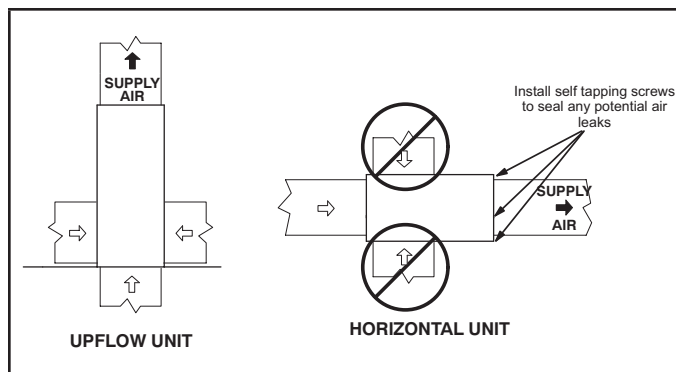 SUPPLY
AIR
UPFLOW UNIT
Install self tapping screws
to seal any potential air
leaks
SUPPLY
AIR
HORIZONTAL UNIT